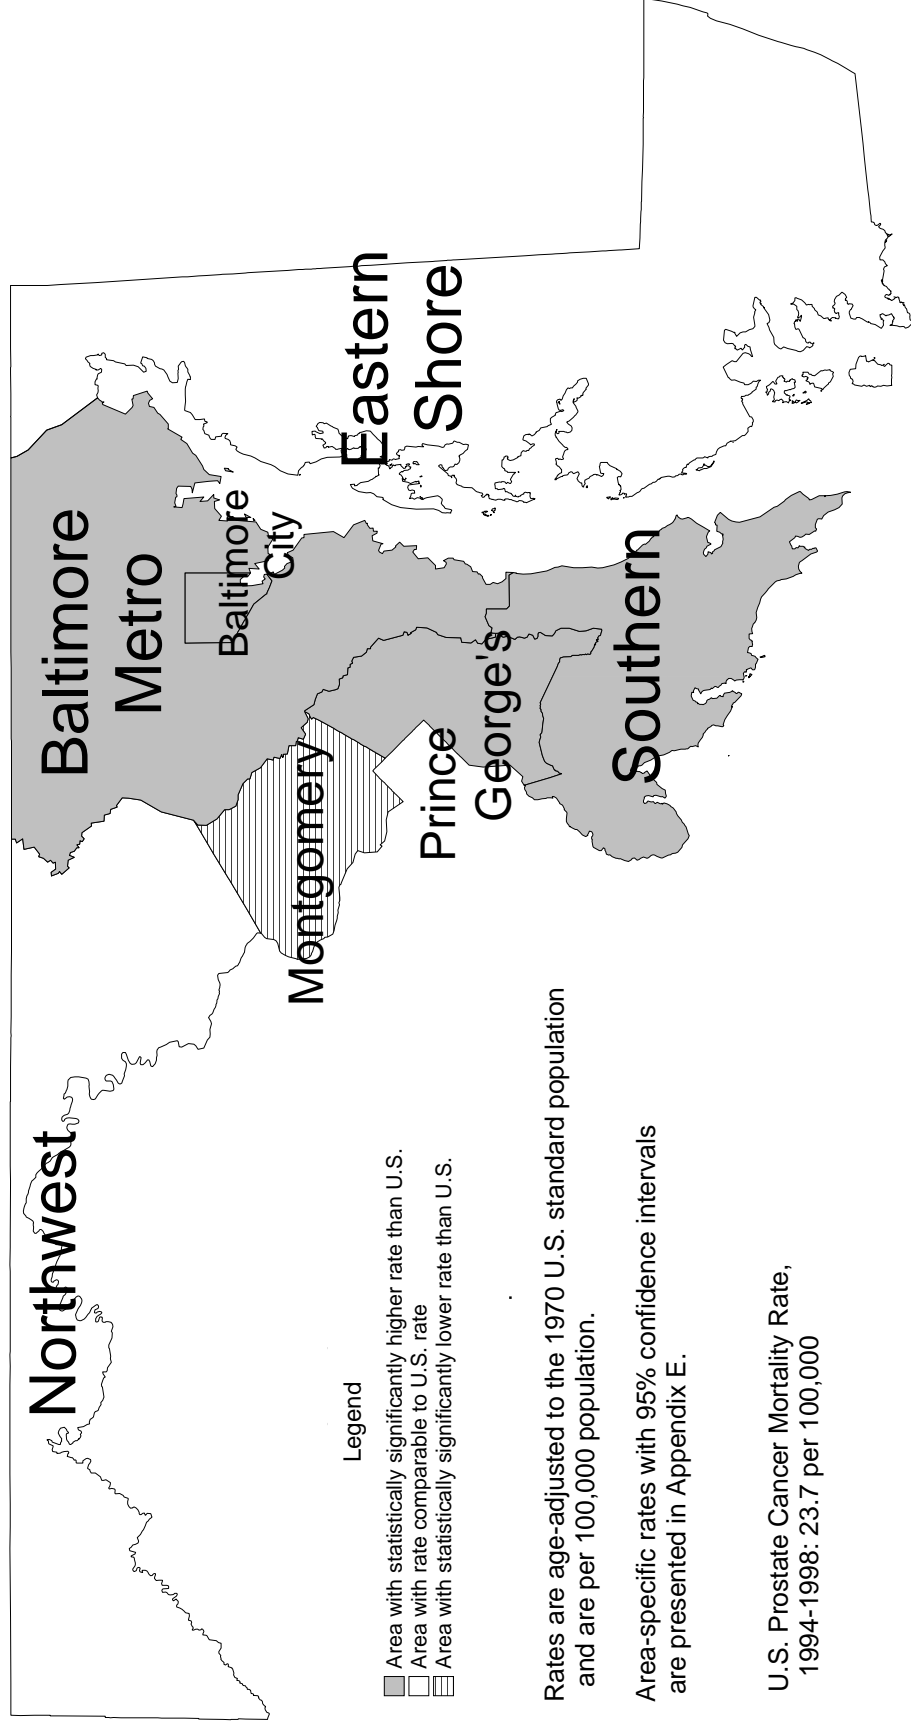 Northwest
Baltimore
Metro
Baltimore
City
Montgomery
Eastern
Shore
Prince
George's
Southern
Legend
Area with statistically significantly higher rate than U.S.
Area with rate comparable to U.S. rate
Area with statistically significantly lower rate than U.S.
Rates are age-adjusted to the 1970 U.S. standard population
and are per 100,000 population.
Area-specific rates with 95% confidence intervals
are presented in Appendix E.
U.S. Prostate Cancer Mortality Rate,
1994-1998: 23.7 per 100,000